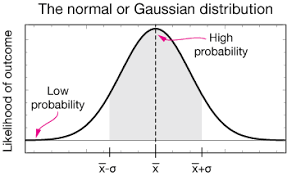 The normal or Gaussian distribution
Likelihood of outcome
High
probability
Low
probability
x̅-σ
x̅
x̅+σ